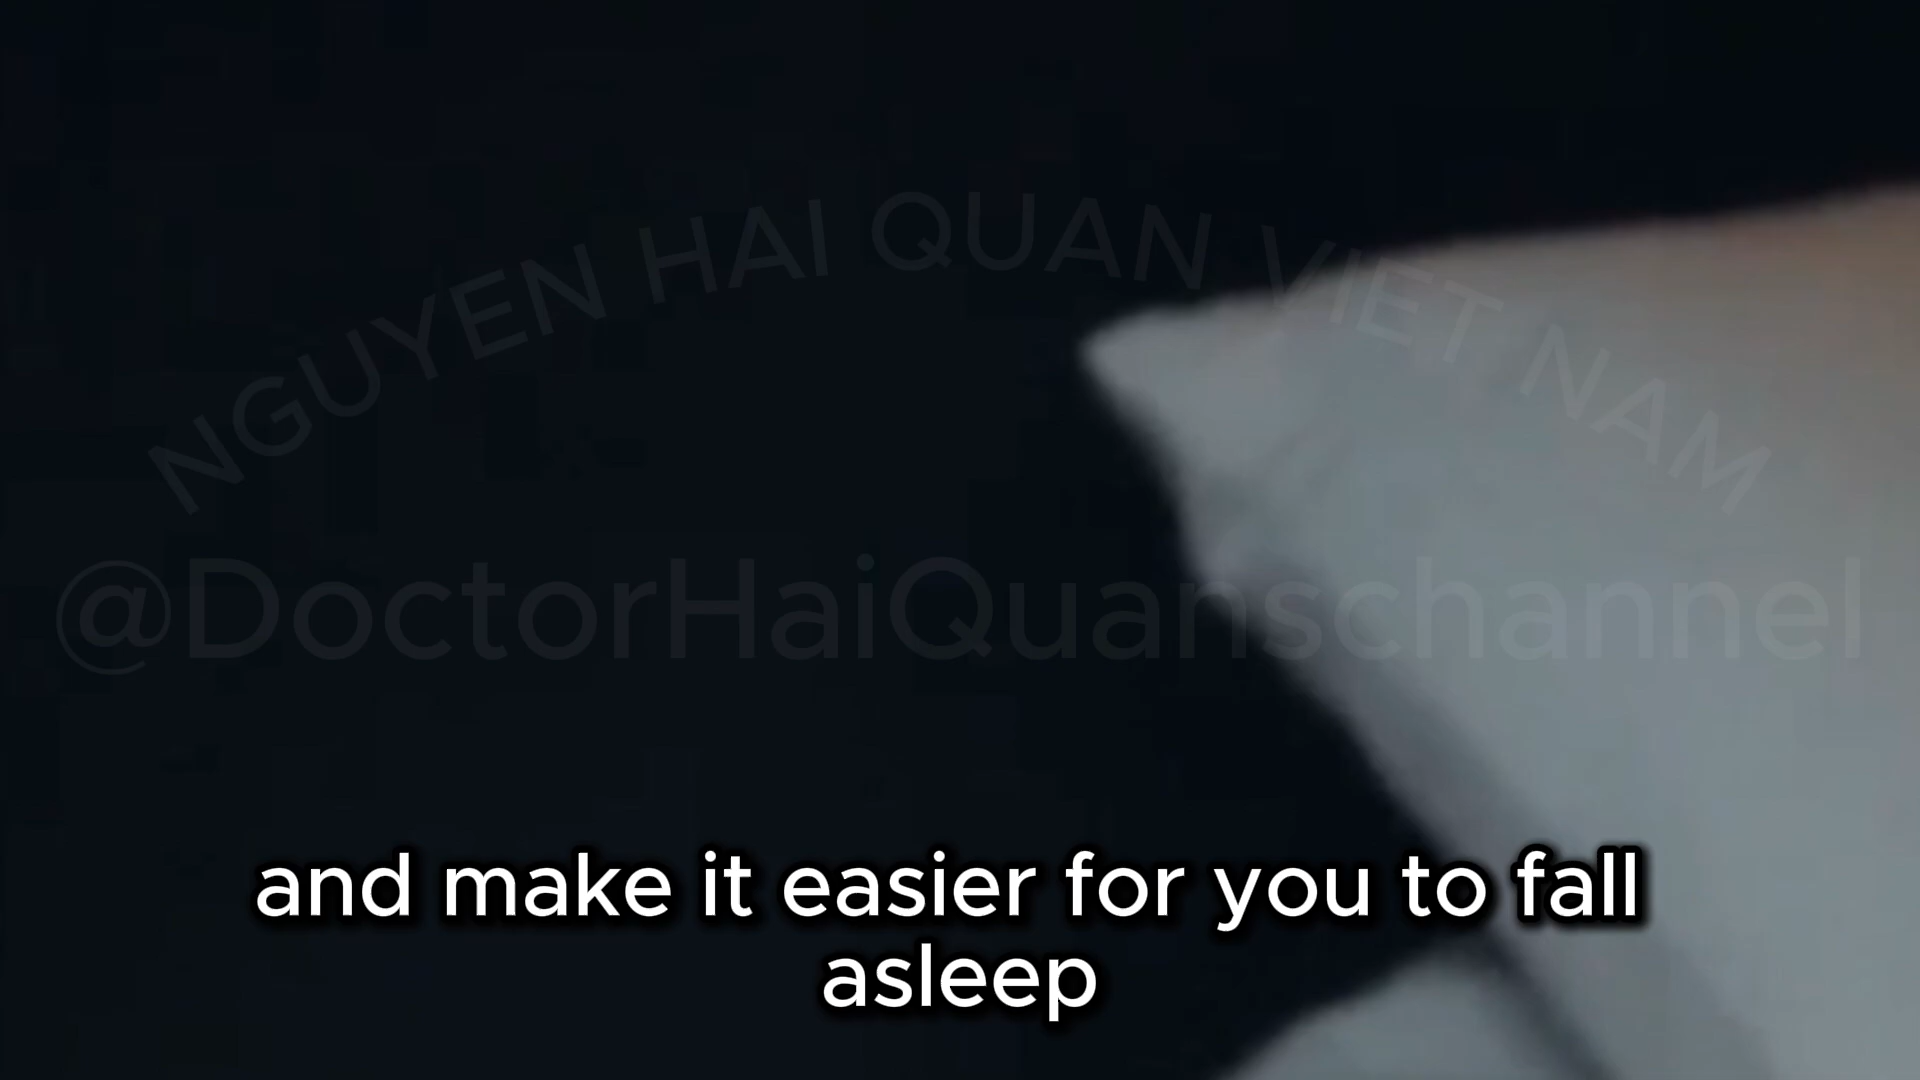 NGUYEN HAI QUAN VIET NAM
@DoctorHaiQuanschannel
and make it easier for you to fall
asleep